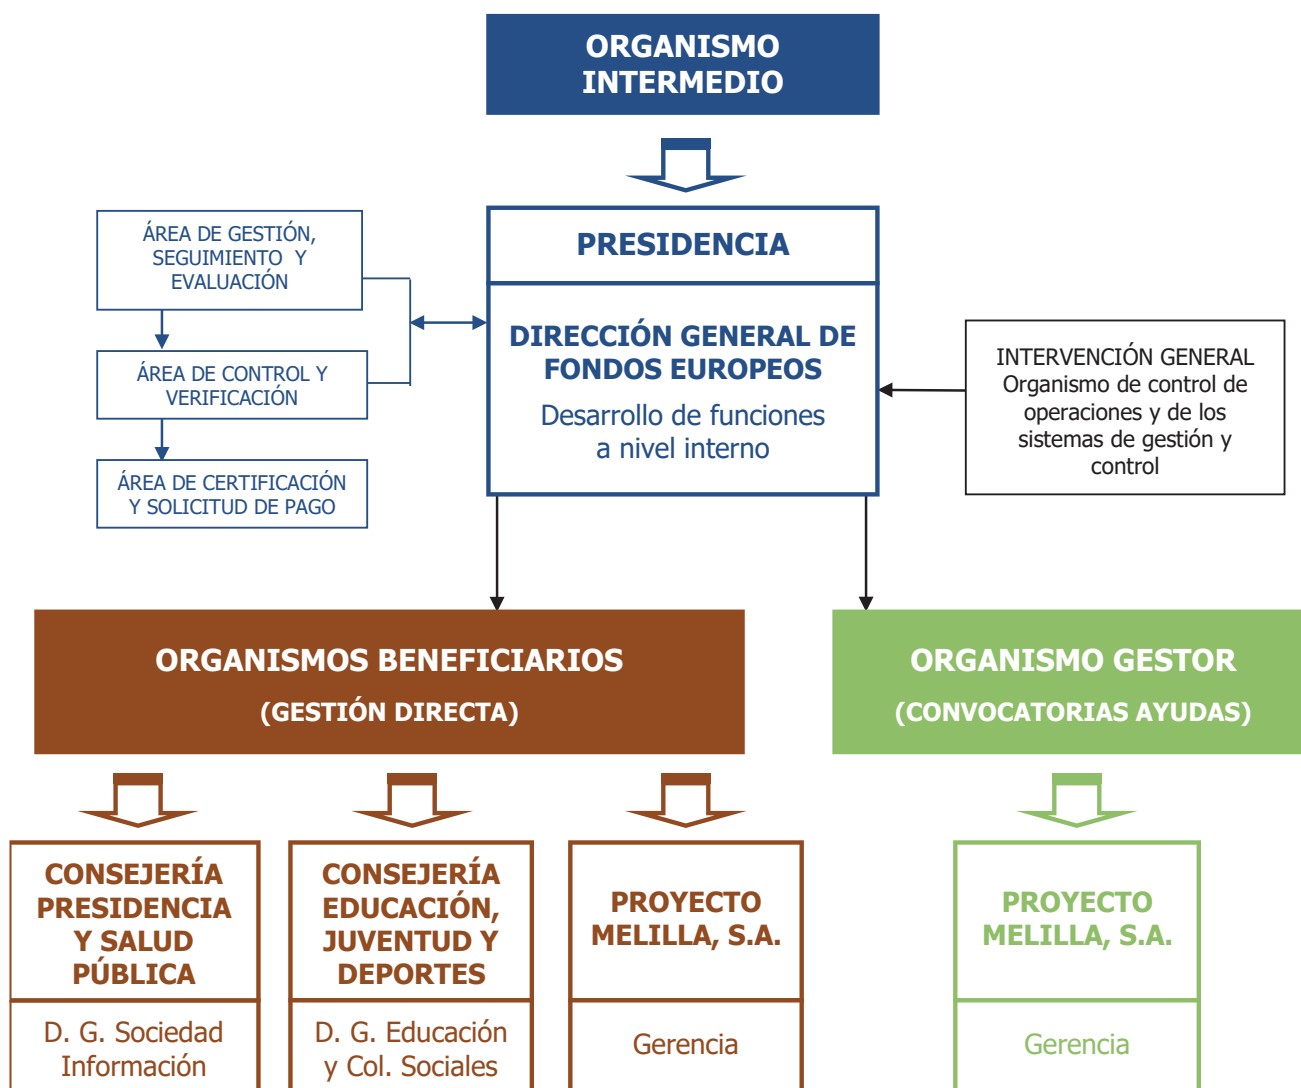 ORGANISMO
INTERMEDIO
PRESIDENCIA
DIRECCIÓN GENERAL DE
FONDOS EUROPEOS
Desarrollo de funciones
a nivel interno
ÁREA DE GESTIÓN,
SEGUIMIENTO Y
EVALUACIÓN
ÁREA DE CONTROL Y
VERIFICACIÓN
ÁREA DE CERTIFICACIÓN
Y SOLICITUD DE PAGO
INTERVENCIÓN GENERAL
Organismo de control de
operaciones y de los
sistemas de gestión y
control
ORGANISMOS BENEFICIARIOS
(GESTIÓN DIRECTA)
ORGANISMO GESTOR
(CONVOCATORIAS AYUDAS)
CONSEJERÍA
PRESIDENCIA
Y SALUD
PÚBLICA
D. G. Sociedad
Información
CONSEJERÍA
EDUCACIÓN,
JUVENTUD Y
DEPORTES
D. G. Educación
y Col. Sociales
PROYECTO
MELILLA, S.A.
Gerencia
PROYECTO
MELILLA, S.A.
Gerencia